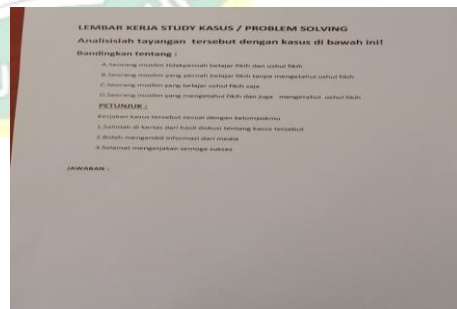 LEMBAR KERJA STUDY KASUS / PROBLEM SOLVING
Analisislah tayangan tersebut dengan kasus di bawah ini!
Bandingkan tentang :
A.Seorang muslim tidakpernah belajar fikih dan ushul fikih
B.Seorang muslim yang pernah belajar fikih tanpa mengetahui ushul fikih
C.Seorang muslim yang belajar ushul fikih saja
D.Seorang muslim yang mengetahui fikih dan juga mengetahui ushul fikih
PETUNJUK :
Kerjakan kasus tersebut sesuai dengan kelompokmu
1.Salinlah di kertas dari hasil diskusi tentang kasus tersebut
2.Boleh mengambil informasi dari media
3.Selamat mengerjakan semoga sukses
JAWABAN :